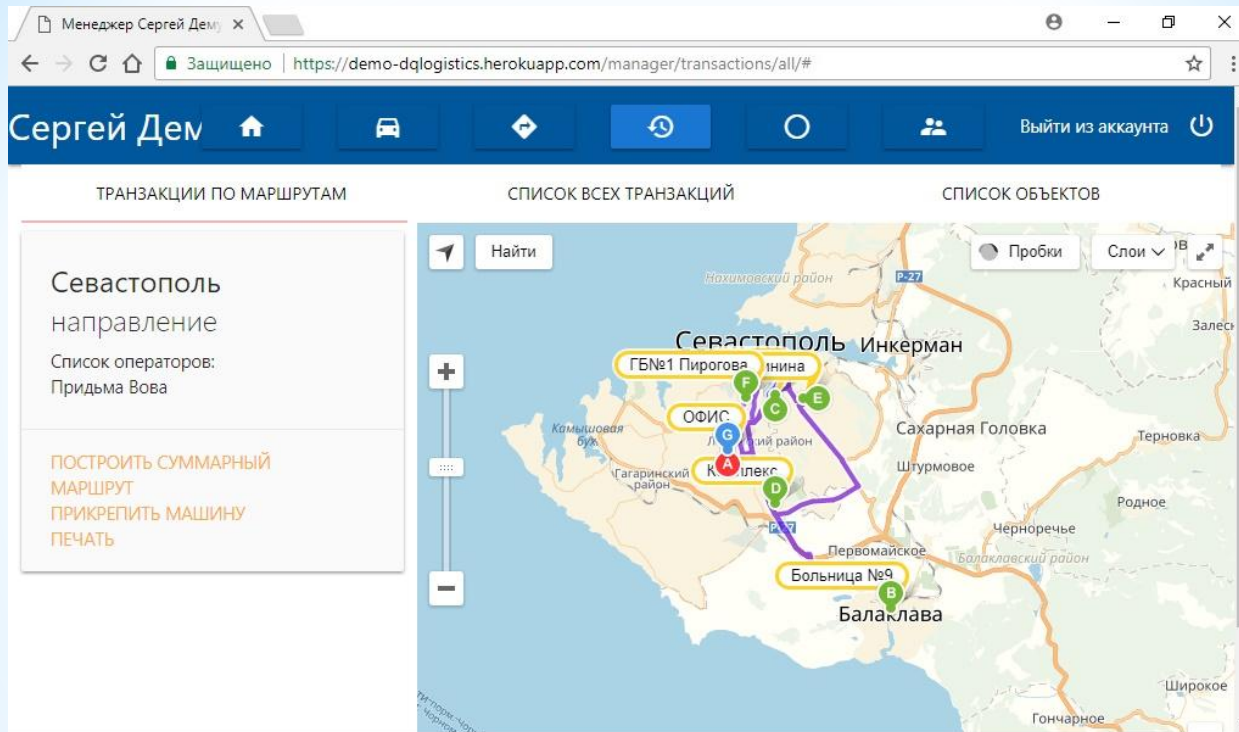 Менеджер Сергей Дем
Защищено | https://demo-dqlogistics.herokuapp.com/manager/transactions/all/#
Сергей Дем
Выйти из аккаунта
ТРАНЗАКЦИИ ПО МАРШРУТАМ
СПИСОК ВСЕХ ТРАНЗАКЦИЙ
СПИСОК ОБЪЕКТОВ
Севастополь
направление
Список операторов:
Придьма Вова
ПОСТРОИТЬ СУММАРНЫЙ
МАРШРУТ
ПРИКРЕПИТЬ МАШИНУ
ПЕЧАТЬ
Найти
Пробки
Слои
Нахимовский район
Р-27
Красный
Севастополь
Инкерман
ГБ№1 Пирогова
F
C
E
ОФИС
G
A
Камышовая
бух.
район
Сахарная Головка
Терновка
Гагаринский
район
D
Штурмовое
Родное
Черноречье
Первомайское
Балаклавский район
Больница №9
B
Балаклава
Широкое
Гончарное